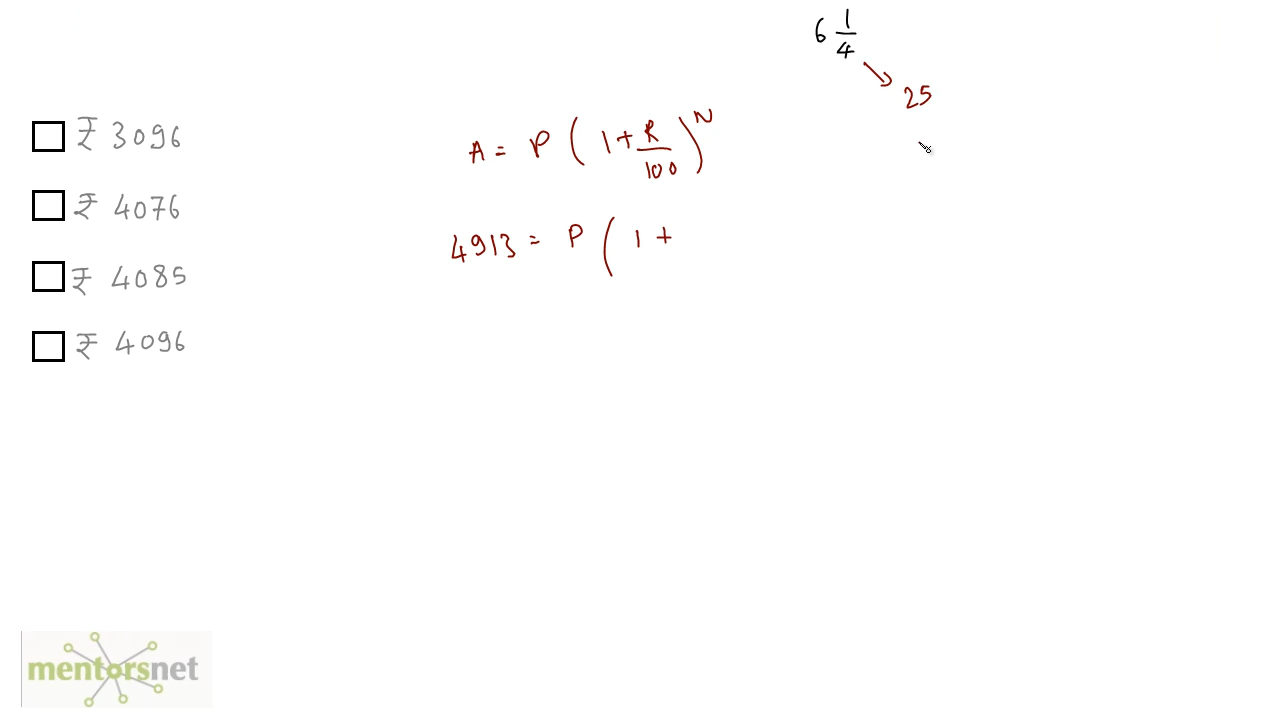 6 1/4
25
₹ 3096
₹ 4076
₹ 4085
₹ 4096
A = P ( 1 + R/100 )^N
4913 = P ( 1 +
mentorsnet